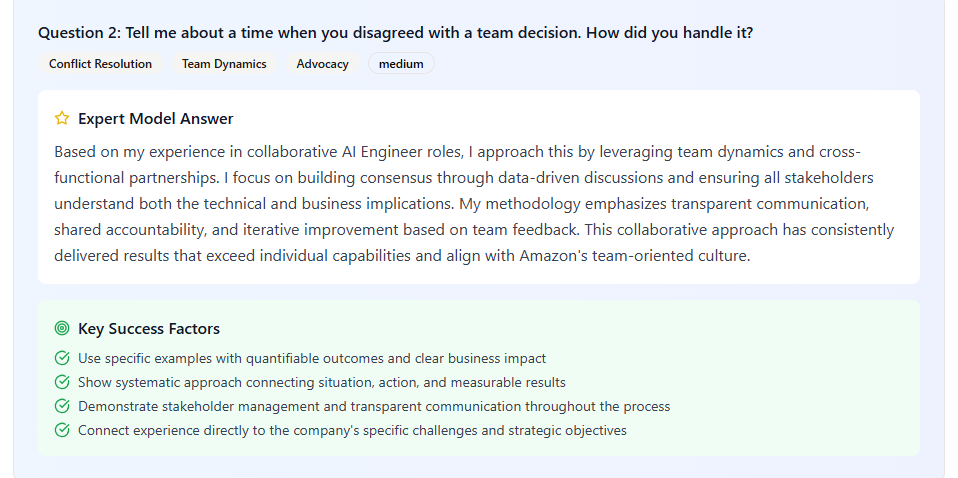 Question 2: Tell me about a time when you disagreed with a team decision. How did you handle it?
Conflict Resolution Team Dynamics Advocacy medium
Expert Model Answer
Based on my experience in collaborative AI Engineer roles, I approach this by leveraging team dynamics and cross-
functional partnerships. I focus on building consensus through data-driven discussions and ensuring all stakeholders
understand both the technical and business implications. My methodology emphasizes transparent communication,
shared accountability, and iterative improvement based on team feedback. This collaborative approach has consistently
delivered results that exceed individual capabilities and align with Amazon's team-oriented culture.
Key Success Factors
Use specific examples with quantifiable outcomes and clear business impact
Show systematic approach connecting situation, action, and measurable results
Demonstrate stakeholder management and transparent communication throughout the process
Connect experience directly to the company's specific challenges and strategic objectives